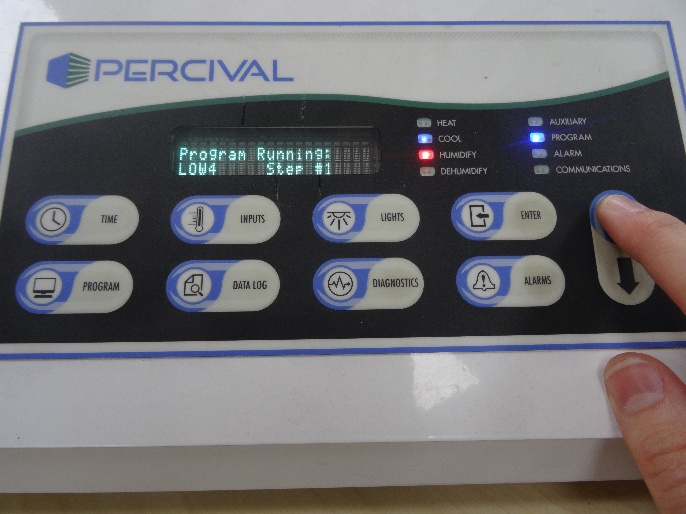 PERCIVAL
Program Running:
LOW4 Step #1
HEAT
COOL
HUMIDIFY
DEHUMIDIFY
AUXILIARY
PROGRAM
ALARM
COMMUNICATIONS
TIME
INPUTS
LIGHTS
ENTER
PROGRAM
DATA LOG
DIAGNOSTICS
ALARMS